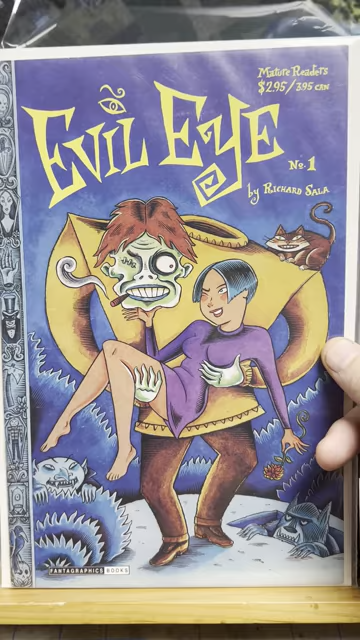 Mature Readers
$2.95/3.95 CAN
EVIL EYE
No. 1
by RICHARD SALA
FANTAGRAPHICS BOOKS